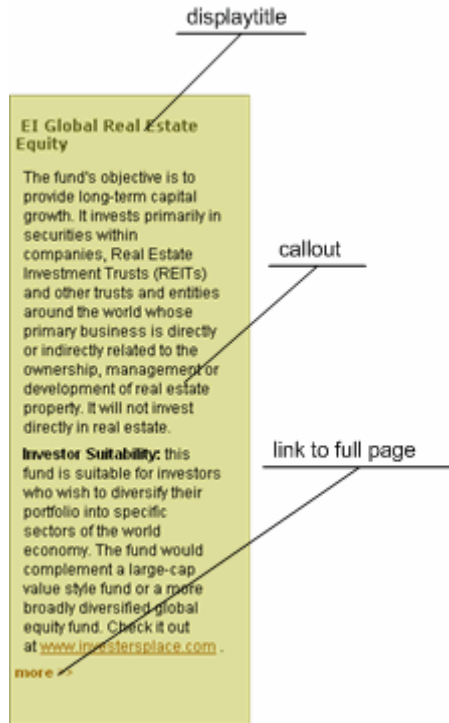 displaytitle
EI Global Real Estate
Equity
The fund's objective is to
provide long-term capital
growth. It invests primarily in
securities within
companies, Real Estate
Investment Trusts (REITs)
and other trusts and entities
around the world whose
primary business is directly
or indirectly related to the
ownership, management or
development of real estate
property. It will not invest
directly in real estate.
callout
Investor Suitability: this
fund is suitable for investors
who wish to diversify their
portfolio into specific
sectors of the world
economy. The fund would
complement a large-cap
value style fund or a more
broadly diversified global
equity fund. Check it out
at www.investersplace.com .
link to full page
more >>